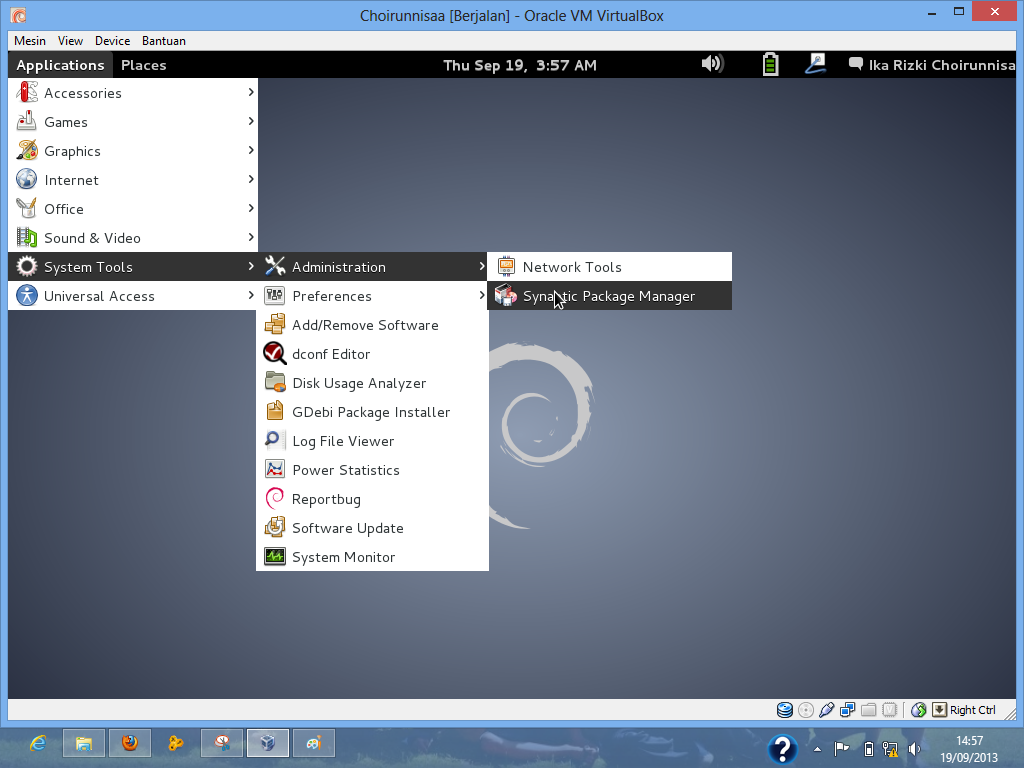 Choirunnisaa [Berjalan] - Oracle VM VirtualBox
Mesin View Device Bantuan
Applications Places Thu Sep 19, 3:57 AM Ika Rizki Choirunnisa
Accessories
Games
Graphics
Internet
Office
Sound & Video
System Tools
Universal Access
Administration
Preferences
Add/Remove Software
dconf Editor
Disk Usage Analyzer
GDebi Package Installer
Log File Viewer
Power Statistics
Reportbug
Software Update
System Monitor
Network Tools
Synaptic Package Manager
Right Ctrl
14:57
19/09/2013